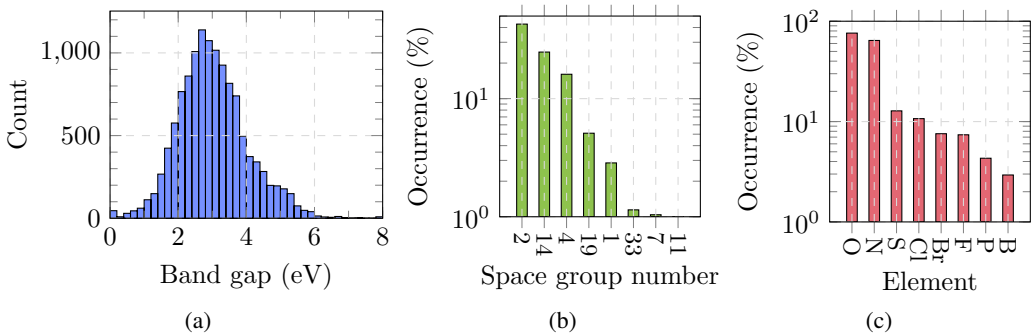 1,000
500
0
0 2 4 6 8
Count
Band gap (eV)
(a)
10^1
10^0
2 14 4 19 1 33 7 11
Occurrence (%)
Space group number
(b)
10^2
10^1
10^0
O N S Cl Br F P B
Occurrence (%)
Element
(c)